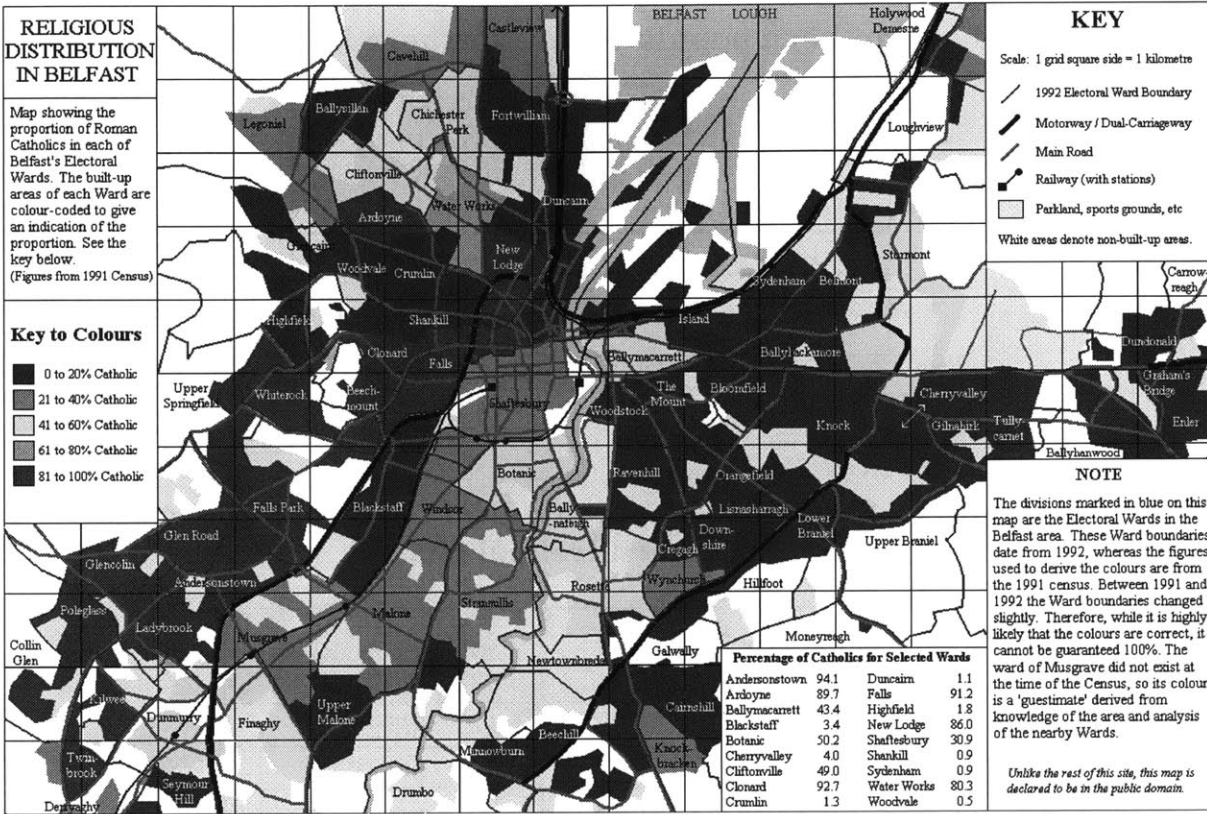 RELIGIOUS
DISTRIBUTION
IN BELFAST
Map showing the
proportion of Roman
Catholics in each of
Belfast's Electoral
Wards. The built-up
areas of each Ward are
colour-coded to give
an indication of the
proportion. See the
key below.
(Figures from 1991 Census)
Key to Colours
0 to 20% Catholic
21 to 40% Catholic
41 to 60% Catholic
61 to 80% Catholic
81 to 100% Catholic
BELFAST LOUGH
Castleview
Holywood
Demesne
Cavehill
Ballysillan
Legoniel
Chichester
Park
Fortwilliam
Loughview
Cliftonville
Water Works
Duncairn
Ardoyne
Glencairn
Woodvale
Crumlin
New
Lodge
Stormont
Sydenham
Belmont
Carrow-
reagh
Highfield
Shankill
Island
Dundonald
Clonard
Falls
Ballymacarrett
Ballyhackamore
Graham's
Bridge
Upper
Springfield
Whiterock
Beech-
mount
Shaftesbury
Woodstock
The
Mount
Bloomfield
Cherryvalley
Knock
Gilnahirk
Tully-
carnet
Enler
Ballyhanwood
Botanic
Ravenhill
Orangefield
Falls Park
Blackstaff
Windsor
Bally-
nafeigh
Lisnasharragh
Down-
shire
Lower
Braniel
Upper Braniel
Glen Road
Glencolin
Andersonstown
Cregagh
Wynchurch
Hillfoot
Rosetta
Poleglass
Ladybrook
Malone
Stranmillis
Musgrave
Collin
Glen
Moneyreagh
Galwally
Newtownbreda
Kilwee
Dunmurry
Finaghy
Upper
Malone
Cairnshill
Beechill
Minnowburn
Knock-
bracken
Twin-
brook
Seymour
Hill
Derryaghy
Drumbo
KEY
Scale: 1 grid square side = 1 kilometre
1992 Electoral Ward Boundary
Motorway / Dual-Carriageway
Main Road
Railway (with stations)
Parkland, sports grounds, etc
White areas denote non-built-up areas.
NOTE
The divisions marked in blue on this
map are the Electoral Wards in the
Belfast area. These Ward boundaries
date from 1992, whereas the figures
used to derive the colours are from
the 1991 census. Between 1991 and
1992 the Ward boundaries changed
slightly. Therefore, while it is highly
likely that the colours are correct, it
cannot be guaranteed 100%. The
ward of Musgrave did not exist at
the time of the Census, so its colour
is a 'guestimate' derived from
knowledge of the area and analysis
of the nearby Wards.
Unlike the rest of this site, this map is
declared to be in the public domain.
Percentage of Catholics for Selected Wards
Andersonstown 94.1 Duncairn 1.1
Ardoyne 89.7 Falls 91.2
Ballymacarrett 43.4 Highfield 1.8
Blackstaff 3.4 New Lodge 86.0
Botanic 50.2 Shaftesbury 30.9
Cherryvalley 4.0 Shankill 0.9
Cliftonville 49.0 Sydenham 0.9
Clonard 92.7 Water Works 80.3
Crumlin 1.3 Woodvale 0.5